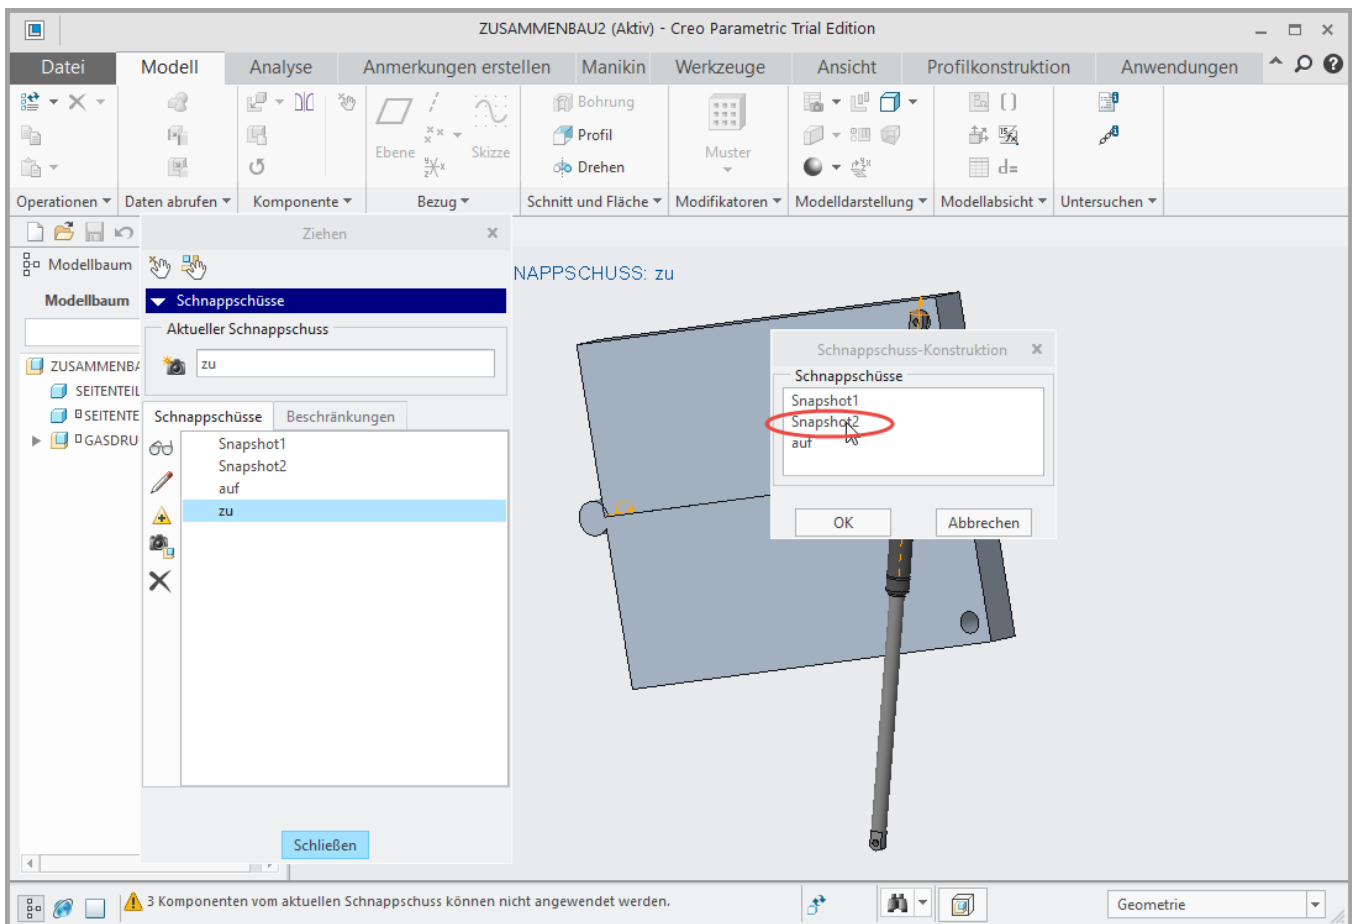 ZUSAMMENBAU2 (Aktiv) - Creo Parametric Trial Edition
Datei Modell Analyse Anmerkungen erstellen Manikin Werkzeuge Ansicht Profilkonstruktion Anwendungen
Bohrung
Profil
Ebene Skizze Muster
Drehen d=
Operationen Daten abrufen Komponente Bezug Schnitt und Fläche Modifikatoren Modelldarstellung Modellabsicht Untersuchen
Ziehen
Modellbaum
NAPPSCHUSS: zu
Modellbaum
Schnappschüsse
Aktueller Schnappschuss
zu
ZUSAMMENBA
SEITENTEIL
SEITENTE
GASDRU
Schnappschüsse Beschränkungen
Snapshot1
Snapshot2
auf
zu
Schließen
Schnappschuss-Konstruktion
Schnappschüsse
Snapshot1
Snapshot2
auf
OK Abbrechen
3 Komponenten vom aktuellen Schnappschuss können nicht angewendet werden.
Geometrie